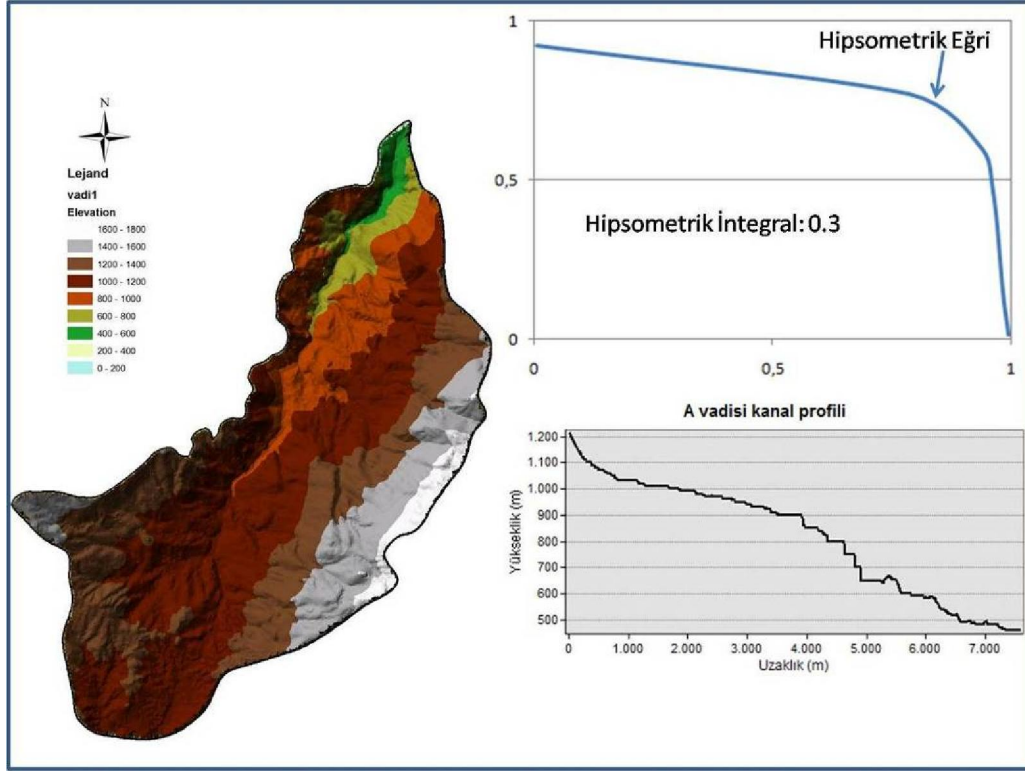 N
Lejand
vadi1
Elevation
1600 - 1800
1400 - 1600
1200 - 1400
1000 - 1200
800 - 1000
600 - 800
400 - 600
200 - 400
0 - 200
1
Hipsometrik Eğri
0,5
Hipsometrik İntegral: 0.3
0
0 0,5 1
A vadisi kanal profili
Yükseklik (m)
1.200
1.100
1.000
900
800
700
600
500
0 1.000 2.000 3.000 4.000 5.000 6.000 7.000
Uzaklık (m)